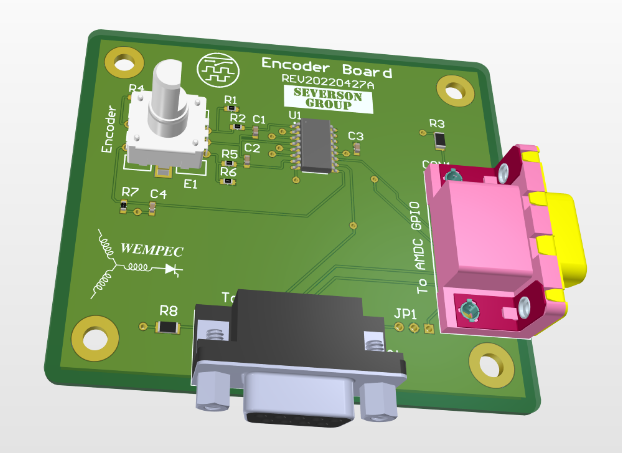 Encoder Board
REV20220427A
SEVERSON
GROUP
R4
R1
R2
C1
U1
C3
R3
Encoder
R5
C2
R6
E1
R7
C4
WEMPEC
To AMDC GPIO
R8
To
JP1